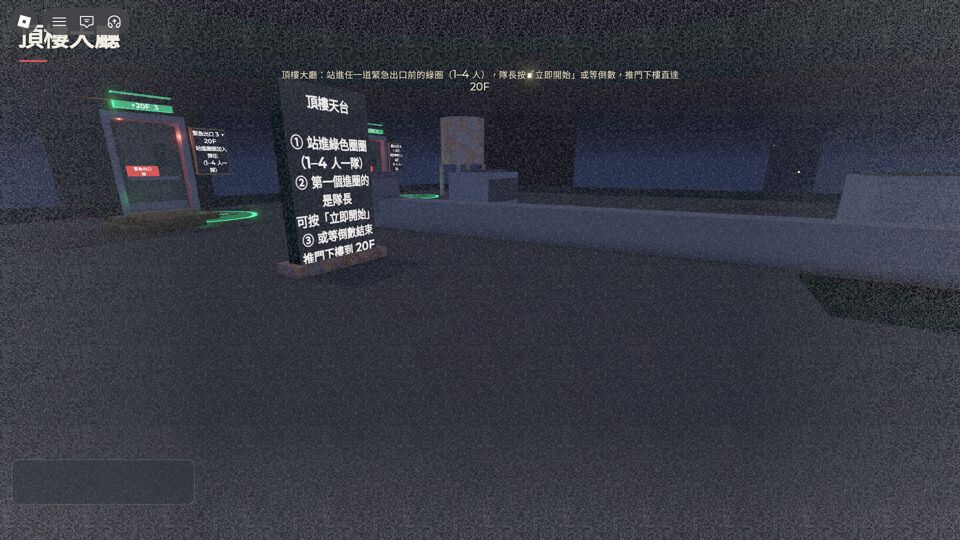 頂樓大廳
頂樓大廳：站進任一道緊急出口前的綠圈（1–4 人），隊長按「立即開始」或等倒數，推門下樓直達
20F
20F 3
緊急出口 3
20F
頂樓天台
① 站進綠色圈圈
（1–4 人一隊）
② 第一個進圈的
是隊長
可按「立即開始」
③ 或等倒數結束
推門下樓到 20F